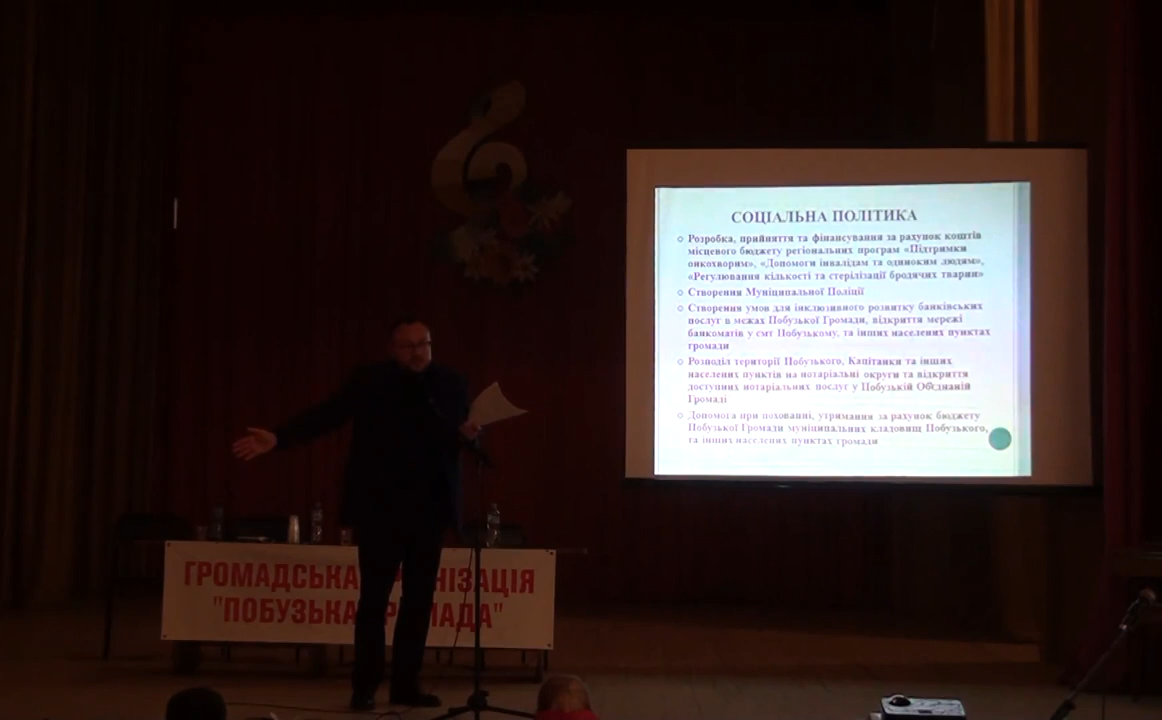 СОЦІАЛЬНА ПОЛІТИКА
Розробка, прийняття та фінансування за рахунок коштів
місцевого бюджету регіональних програм «Підтримки
онкохворим», «Допомоги інвалідам та одиноким людям»,
«Регулювання кількості та стерілізації бродячих тварин»
Створення Муніципальної Поліції
Створення умов для інклюзивного розвитку банківських
послуг в межах Побузької Громади, відкриття мережі
банкоматів у смт Побузькому, та інших населених пунктах
громади
Розподіл території Побузького, Капітанки та інших
населених пунктів на нотаріальні округи та відкриття
доступних нотаріальних послуг у Побузькій Об'єднаній
Громаді
Допомога при похованні, утримання за рахунок бюджету
Побузької Громади муніципальних кладовищ Побузького,
та інших населених пунктах громади
ГРОМАДСЬКА НІЗАЦІЯ
"ПОБУЗЬКА ГРОМАДА"